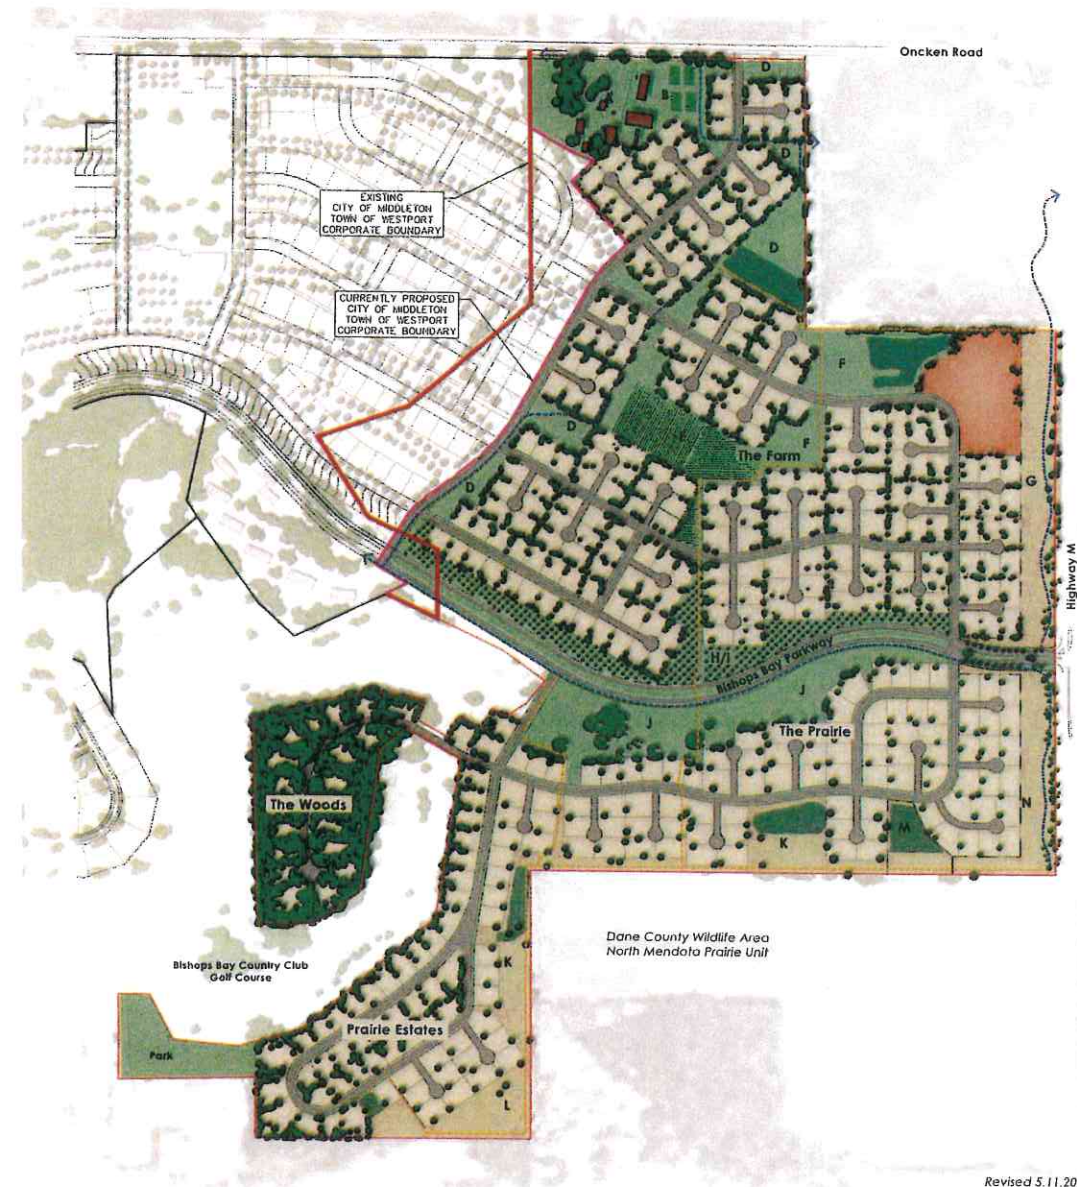 Oncken Road
D
B
D
EXISTING
CITY OF MIDDLETON
TOWN OF WESTPORT
CORPORATE BOUNDARY
D
CURRENTLY PROPOSED
CITY OF MIDDLETON
TOWN OF WESTPORT
CORPORATE BOUNDARY
F
D
E
F
The Farm
D
G
Highway M
H/I
Bishops Bay Parkway
J
J
The Prairie
The Woods
N
M
K
Dane County Wildlife Area
North Mendota Prairie Unit
K
Bishops Bay Country Club
Golf Course
Prairie Estates
Park
L
Revised 5.11.20